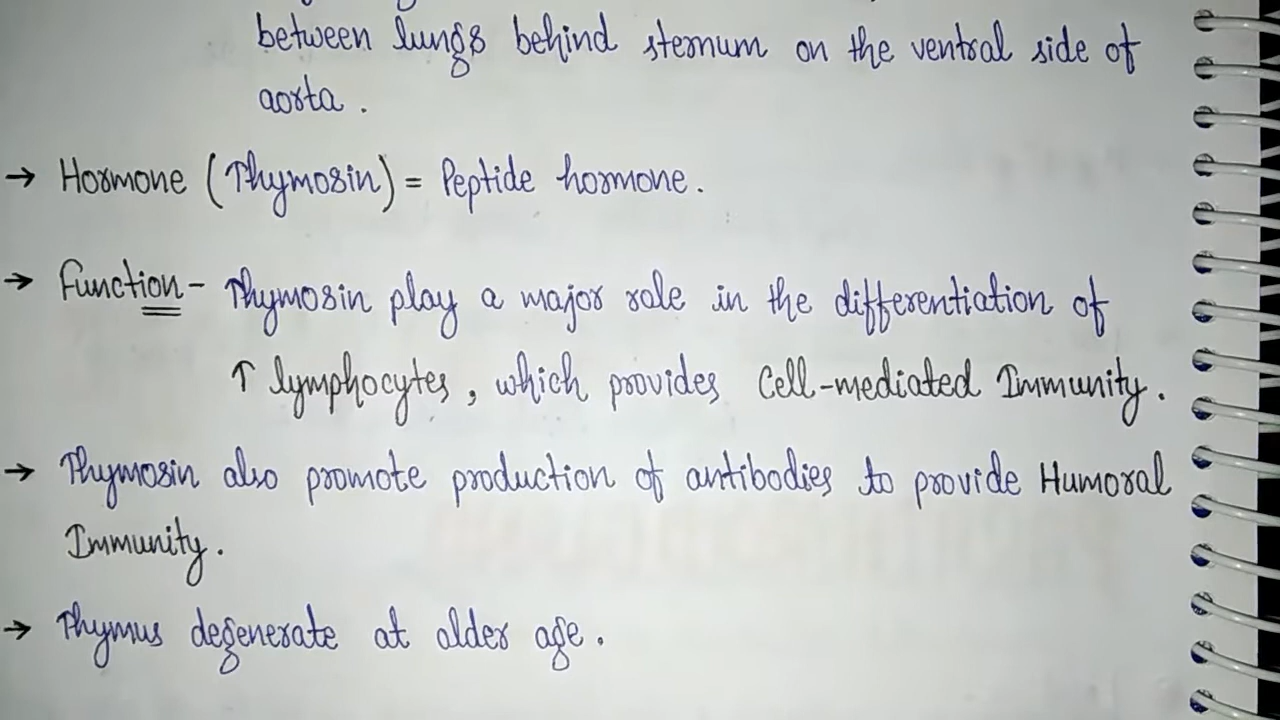 between lungs behind sternum on the ventral side of
aorta.
→ Hormone (Thymosin) = Peptide hormone.
→ Function - Thymosin play a major role in the differentiation of
T lymphocytes, which provides Cell-mediated Immunity.
→ Thymosin also promote production of antibodies to provide Humoral
Immunity.
→ Thymus degenerate at older age.